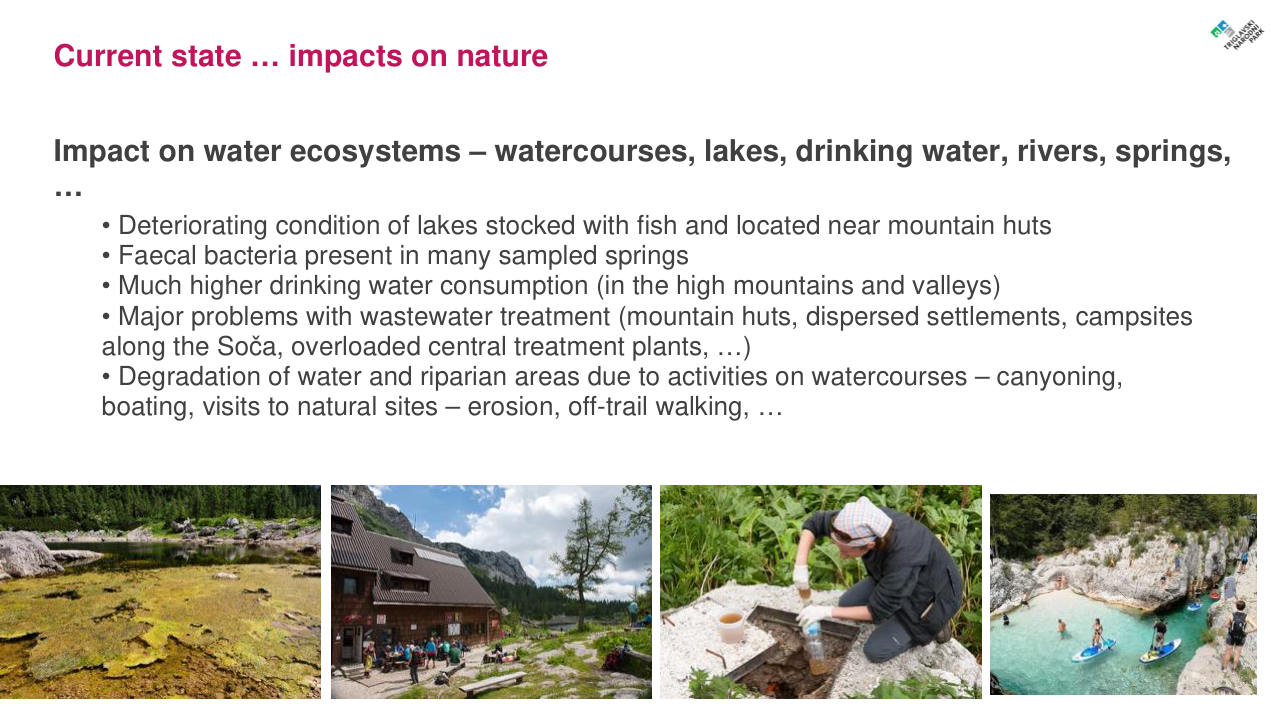 Current state … impacts on nature
TRIGLAVSKI
NARODNI
PARK
Impact on water ecosystems – watercourses, lakes, drinking water, rivers, springs,
…
• Deteriorating condition of lakes stocked with fish and located near mountain huts
• Faecal bacteria present in many sampled springs
• Much higher drinking water consumption (in the high mountains and valleys)
• Major problems with wastewater treatment (mountain huts, dispersed settlements, campsites
along the Soča, overloaded central treatment plants, …)
• Degradation of water and riparian areas due to activities on watercourses – canyoning,
boating, visits to natural sites – erosion, off-trail walking, …